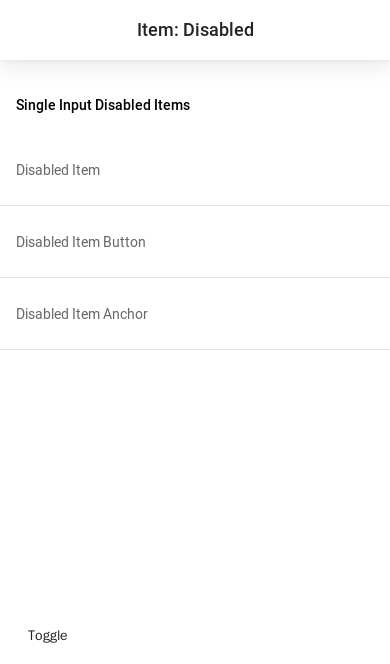 Item: Disabled
Single Input Disabled Items
Disabled Item
Disabled Item Button
Disabled Item Anchor
Toggle